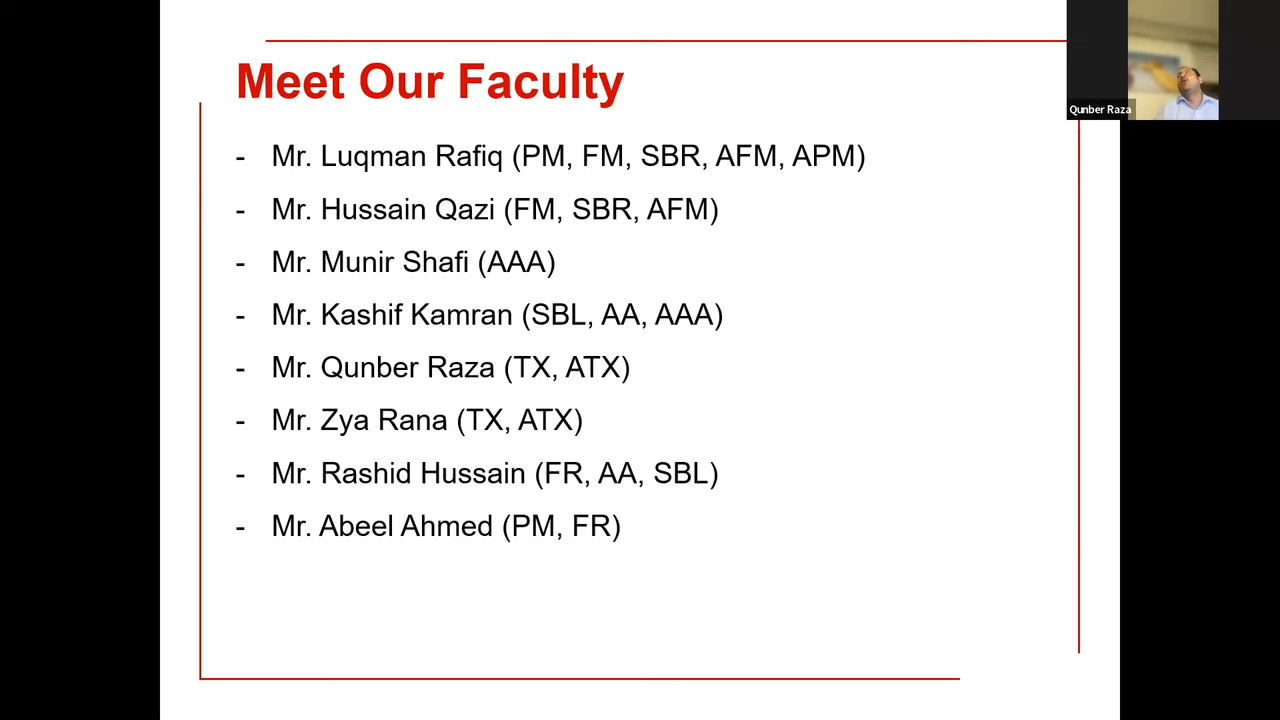 Meet Our Faculty
Qunber Raza
- Mr. Luqman Rafiq (PM, FM, SBR, AFM, APM)
- Mr. Hussain Qazi (FM, SBR, AFM)
- Mr. Munir Shafi (AAA)
- Mr. Kashif Kamran (SBL, AA, AAA)
- Mr. Qunber Raza (TX, ATX)
- Mr. Zya Rana (TX, ATX)
- Mr. Rashid Hussain (FR, AA, SBL)
- Mr. Abeel Ahmed (PM, FR)